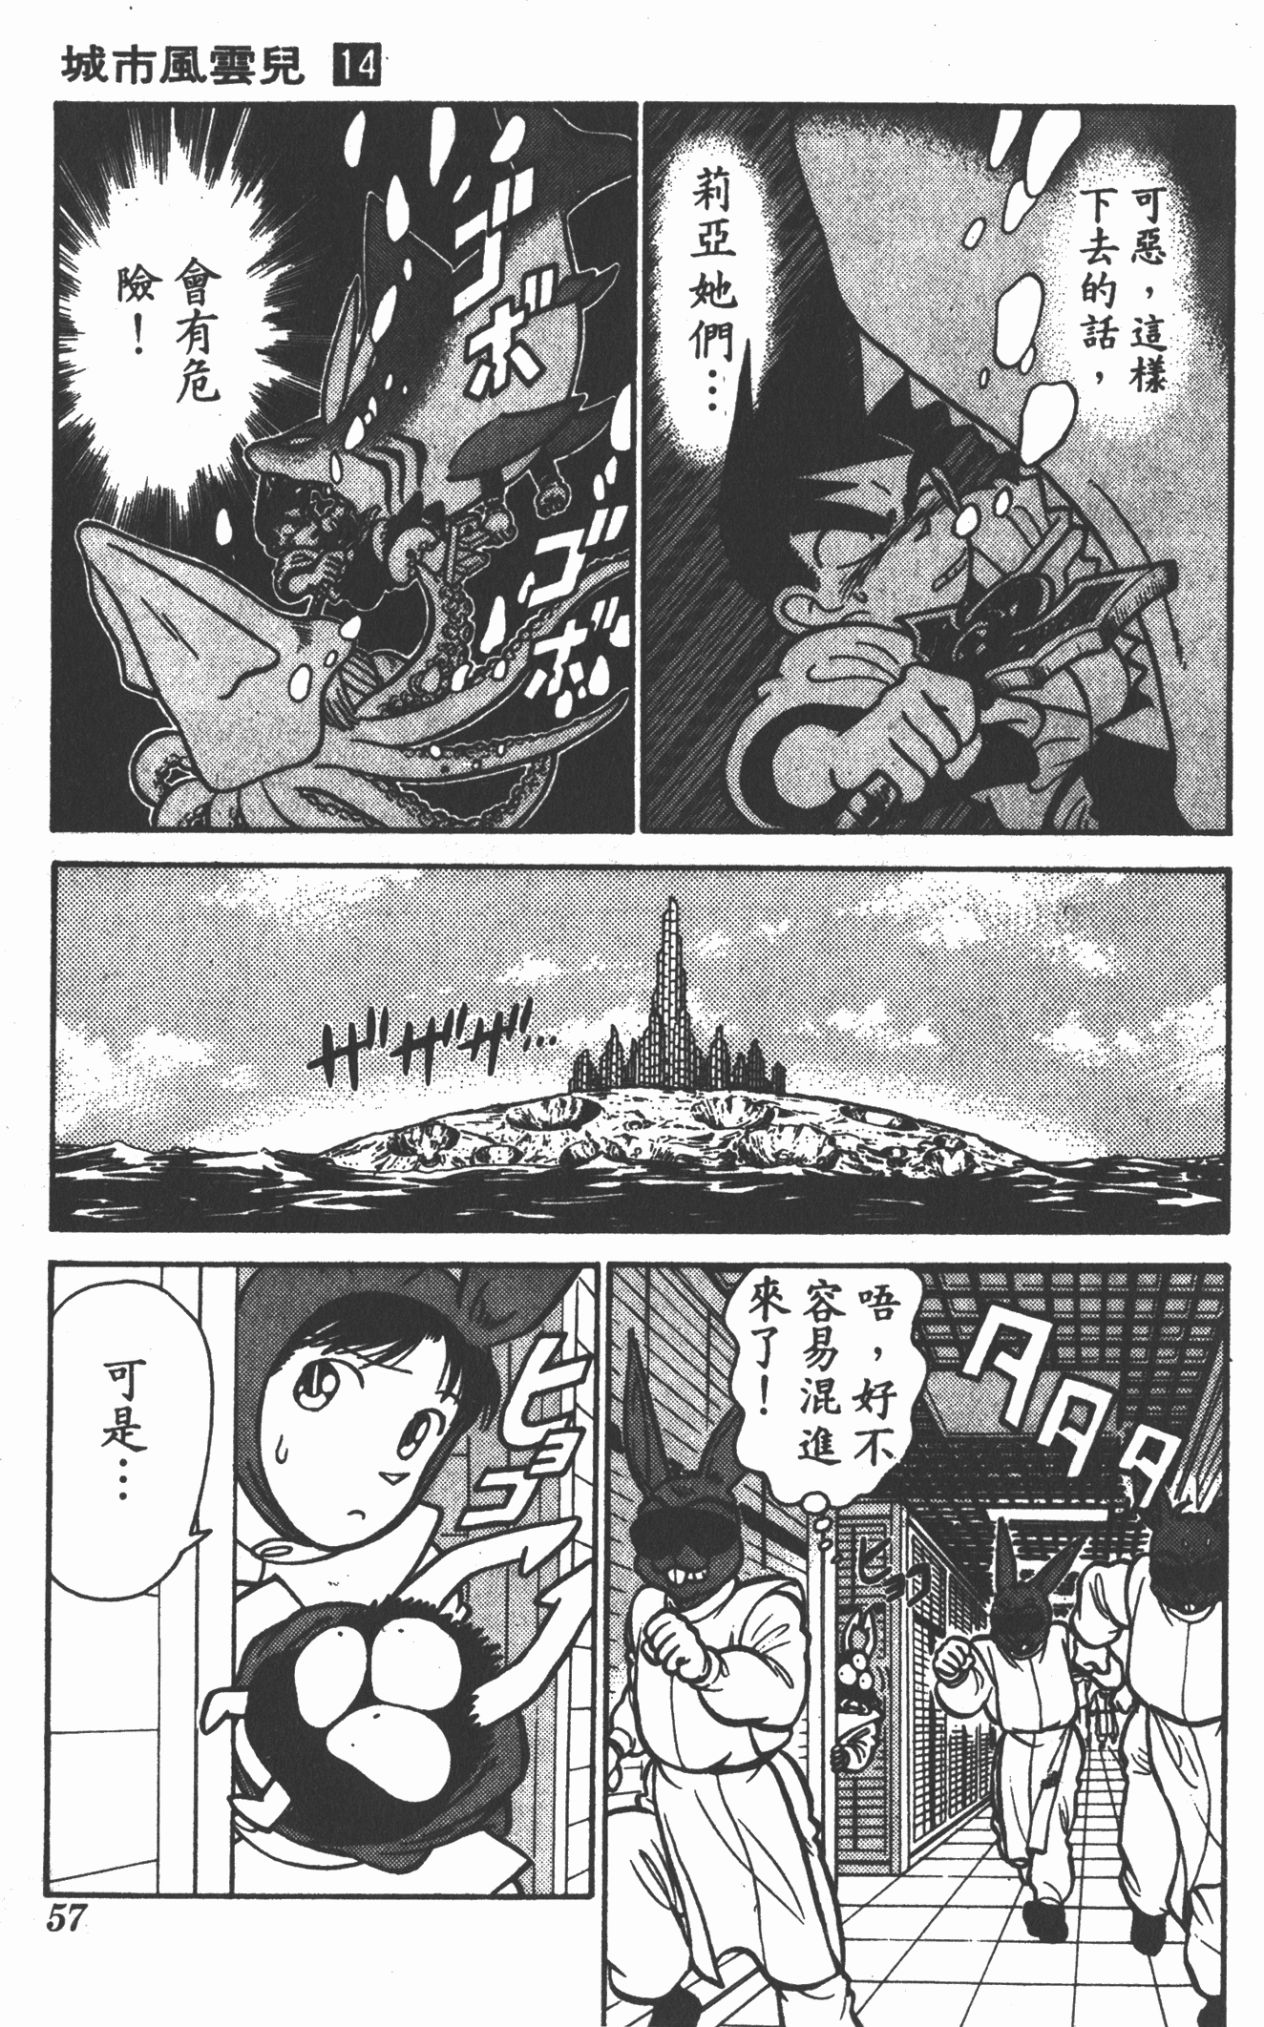 城市風雲兒 14
可惡，這樣
下去的話，
莉亞她們…
會有危
險！
ゴボ
ゴボ
ザザザ…
唔，好不
容易混進
來了！
タタタ
ヒョコ
可是…
ヒョコ
57